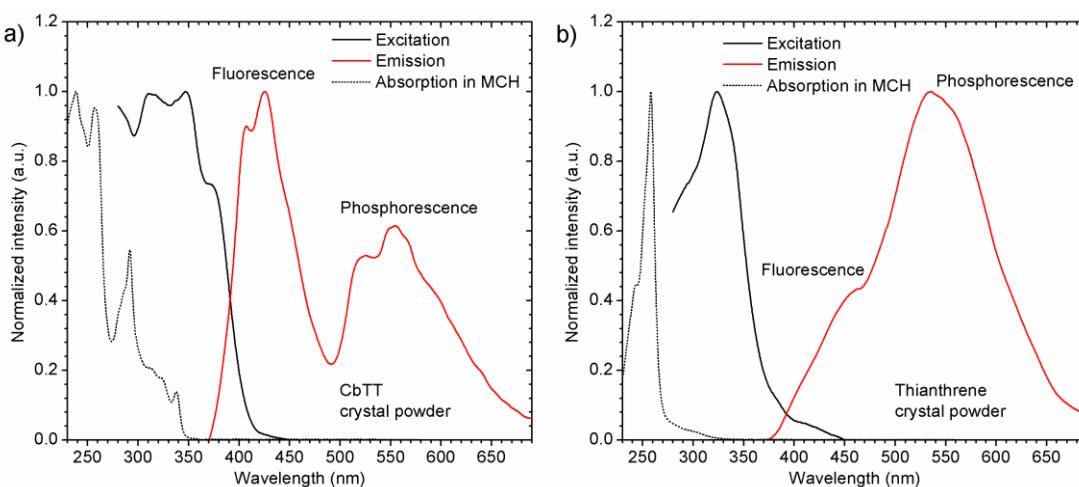 a)
Excitation
Emission
Absorption in MCH
Fluorescence
Phosphorescence
CbTT
crystal powder
Normalized intensity (a.u.)
1.2
1.0
0.8
0.6
0.4
0.2
0.0
250 300 350 400 450 500 550 600 650
Wavelength (nm)
b)
Excitation
Emission
Absorption in MCH
Phosphorescence
Fluorescence
Thianthrene
crystal powder
Normalized intensity (a.u.)
1.2
1.0
0.8
0.6
0.4
0.2
0.0
250 300 350 400 450 500 550 600 650
Wavelength (nm)